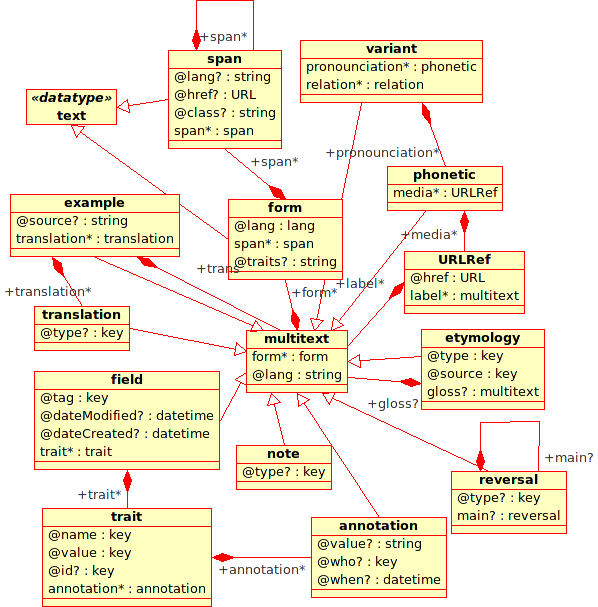 +span*
span
@lang? : string
@href? : URL
@class? : string
span* : span
variant
pronounciation* : phonetic
relation* : relation
«datatype»
text
+span*
+pronounciation*
phonetic
media* : URLRef
example
@source? : string
translation* : translation
form
@lang : lang
span* : span
@traits? : string
+media*
URLRef
@href : URL
label* : multitext
+trans
+translation*
+form*
+label*
translation
@type? : key
multitext
form* : form
@lang : string
etymology
@type : key
@source : key
gloss? : multitext
+gloss?
field
@tag : key
@dateModified? : datetime
@dateCreated? : datetime
trait* : trait
note
@type? : key
+main?
reversal
@type? : key
main? : reversal
+trait*
trait
@name : key
@value : key
@id? : key
annotation* : annotation
+annotation*
annotation
@value? : string
@who? : key
@when? : datetime